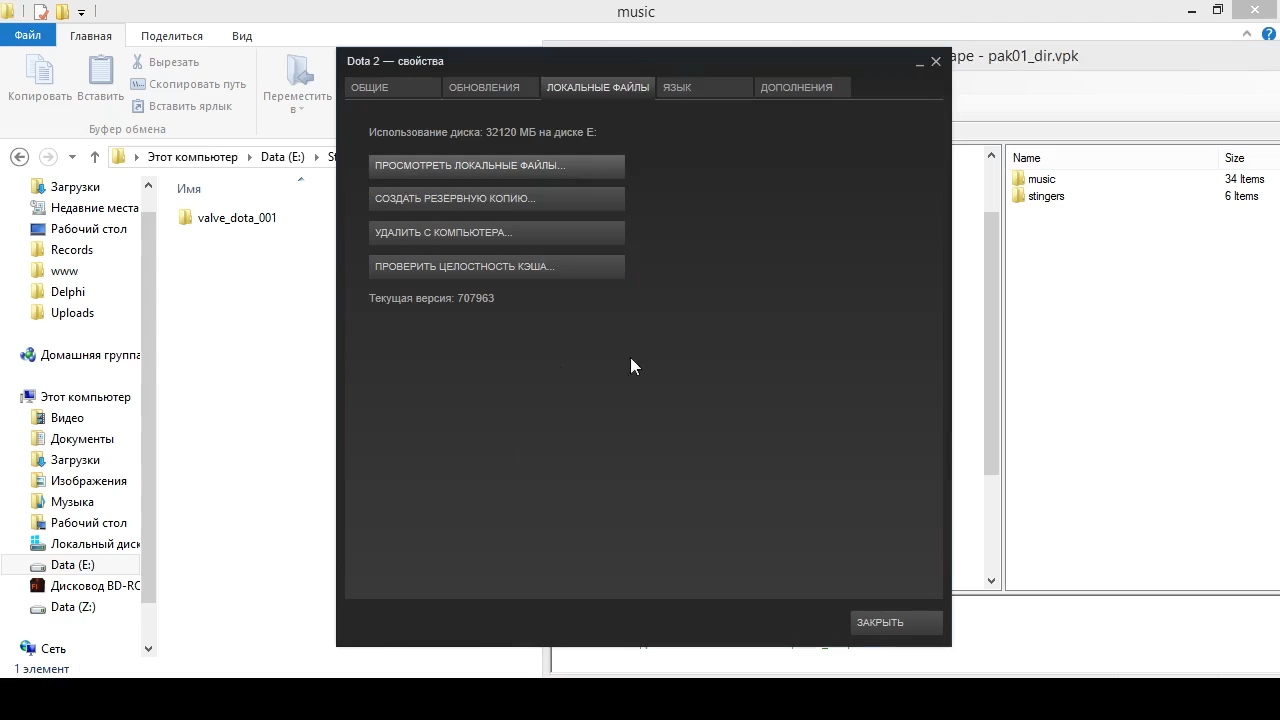 music
Файл
Главная
Поделиться
Вид
Копировать
Вставить
Вырезать
Скопировать путь
Вставить ярлык
Переместить
в
Буфер обмена
Этот компьютер
Data (E:)
Имя
valve_dota_001
Загрузки
Недавние места
Рабочий стол
Records
www
Delphi
Uploads
Домашняя группа
Этот компьютер
Видео
Документы
Загрузки
Изображения
Музыка
Рабочий стол
Локальный диск
Data (E:)
Дисковод BD-RO
Data (Z:)
Сеть
1 элемент
Dota 2 — свойства
ОБЩИЕ
ОБНОВЛЕНИЯ
ЛОКАЛЬНЫЕ ФАЙЛЫ
ЯЗЫК
ДОПОЛНЕНИЯ
Использование диска: 32120 МБ на диске E:
ПРОСМОТРЕТЬ ЛОКАЛЬНЫЕ ФАЙЛЫ...
СОЗДАТЬ РЕЗЕРВНУЮ КОПИЮ...
УДАЛИТЬ С КОМПЬЮТЕРА...
ПРОВЕРИТЬ ЦЕЛОСТНОСТЬ КЭША...
Текущая версия: 707963
ЗАКРЫТЬ
ape - pak01_dir.vpk
Name Size
music 34 Items
stingers 6 Items